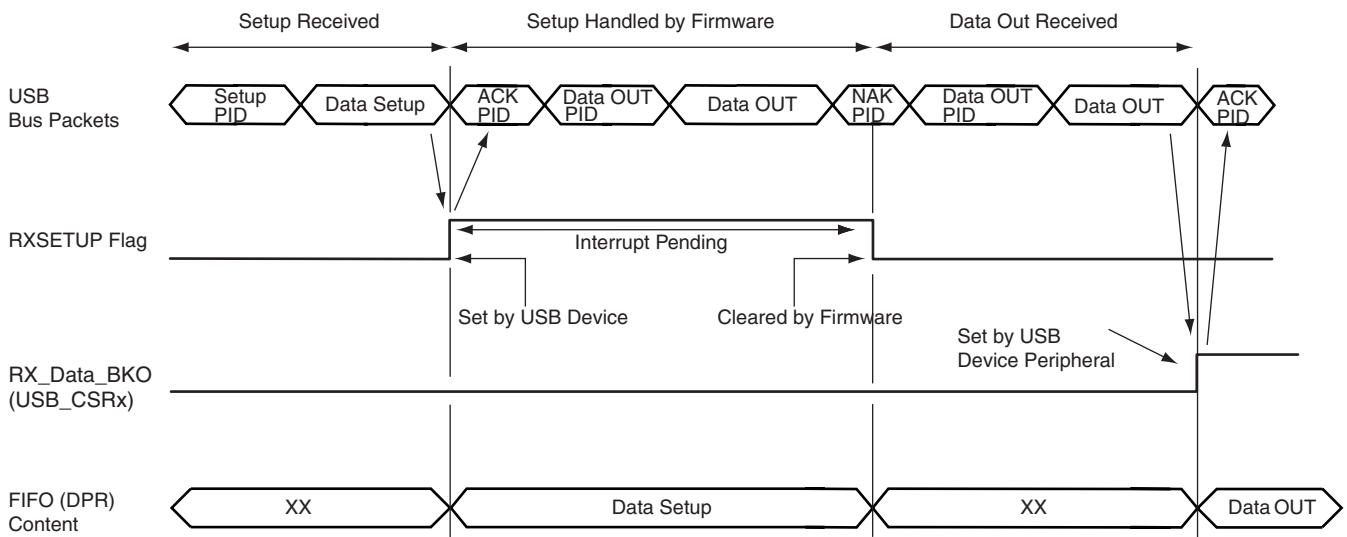 Setup Received
Setup Handled by Firmware
Data Out Received
USB
Bus Packets
Setup
PID
Data Setup
ACK
PID
Data OUT
PID
Data OUT
NAK
PID
Data OUT
PID
Data OUT
ACK
PID
RXSETUP Flag
Interrupt Pending
Set by USB Device
Cleared by Firmware
Set by USB
Device Peripheral
RX_Data_BKO
(USB_CSRx)
FIFO (DPR)
Content
XX
Data Setup
XX
Data OUT